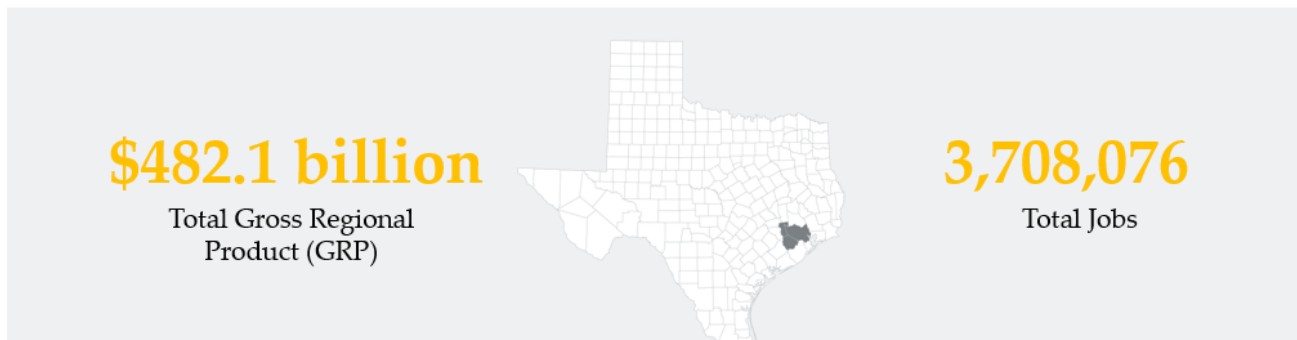 $482.1 billion
Total Gross Regional
Product (GRP)
3,708,076
Total Jobs